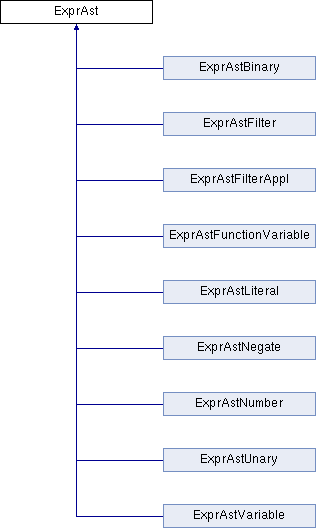 ExprAst
ExprAstBinary
ExprAstFilter
ExprAstFilterAppl
ExprAstFunctionVariable
ExprAstLiteral
ExprAstNegate
ExprAstNumber
ExprAstUnary
ExprAstVariable